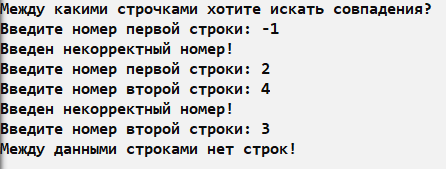 Между какими строчками хотите искать совпадения?
Введите номер первой строки: -1
Введен некорректный номер!
Введите номер первой строки: 2
Введите номер второй строки: 4
Введен некорректный номер!
Введите номер второй строки: 3
Между данными строками нет строк!